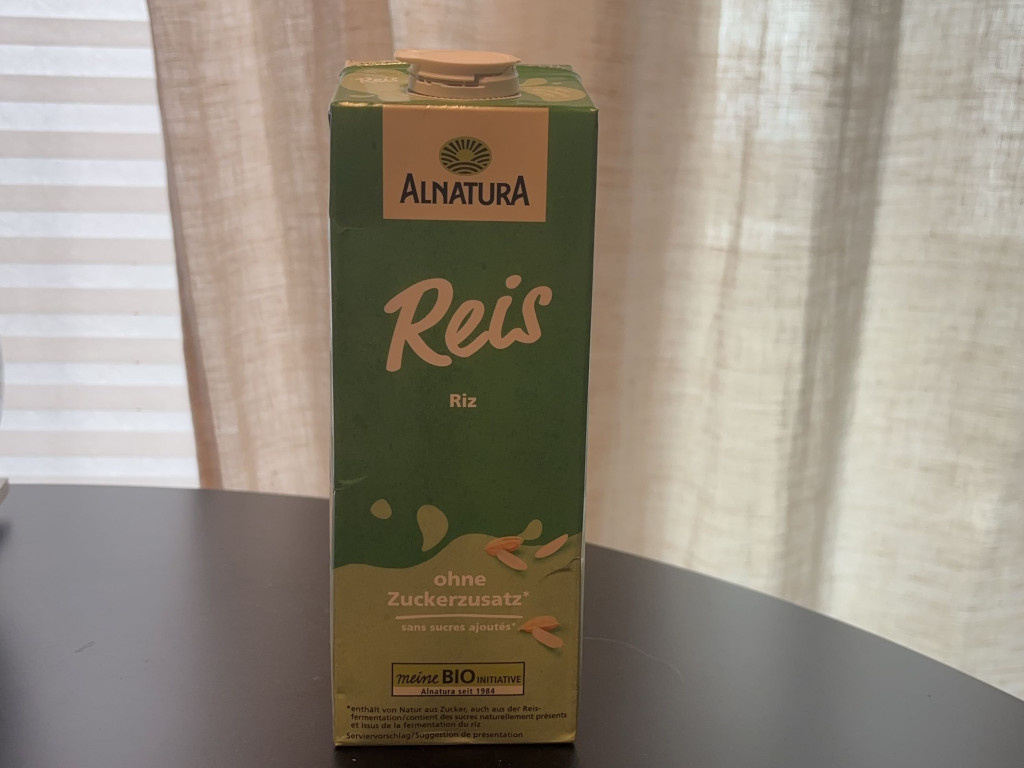 Reis
ALNATURA
Reis
Riz
ohne
Zuckerzusatz*
sans sucres ajoutés*
meine BIO INITIATIVE
Alnatura seit 1984
*enthält von Natur aus Zucker, auch aus der Reis-
fermentation/contient des sucres naturellement présents
et issus de la fermentation du riz
Serviervorschlag/Suggestion de présentation